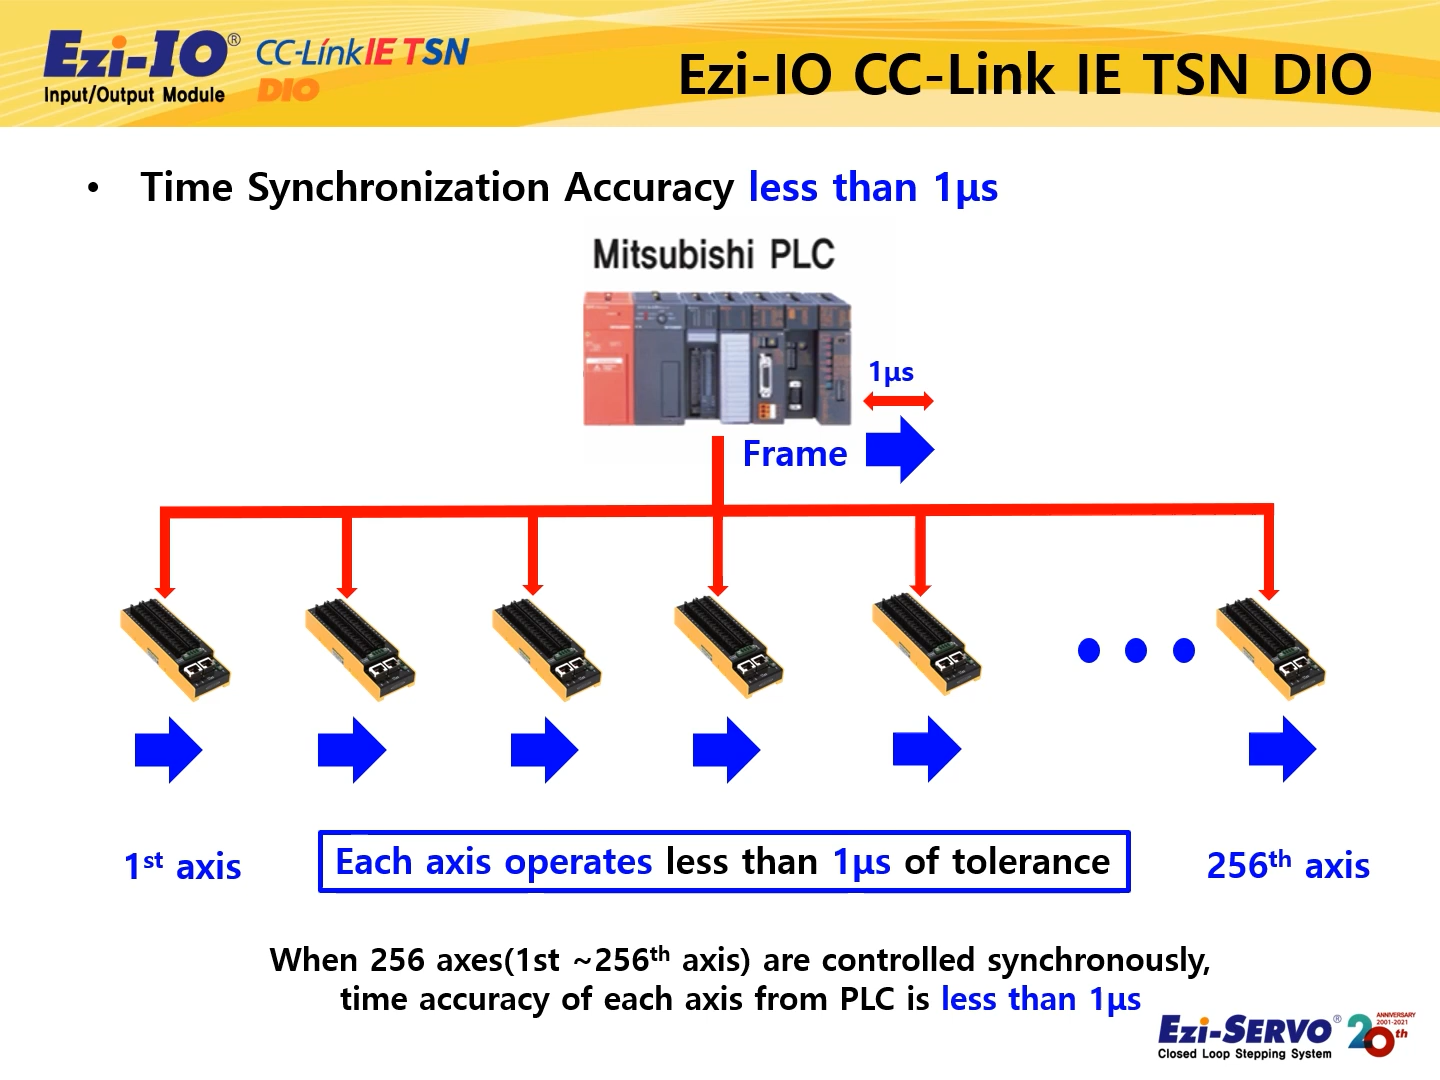 Ezi-IO®
Input/Output Module
CC-Link IE TSN
DIO
Ezi-IO CC-Link IE TSN DIO
• Time Synchronization Accuracy less than 1μs
Mitsubishi PLC
1μs
Frame
1st axis
Each axis operates less than 1μs of tolerance
256th axis
When 256 axes(1st ~256th axis) are controlled synchronously,
time accuracy of each axis from PLC is less than 1μs
Ezi-SERVO®
Closed Loop Stepping System
20th
ANNIVERSARY
2001-2021